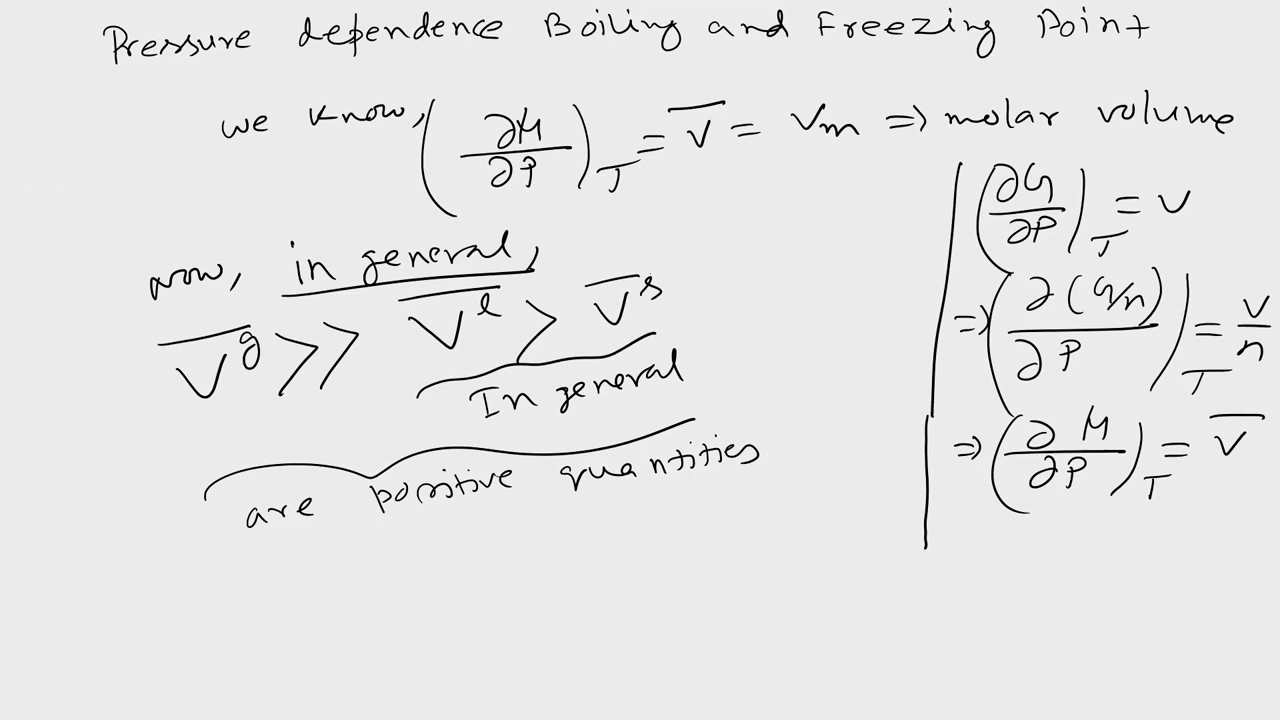 Pressure dependence Boiling and Freezing Point
we know, (∂μ/∂P)_T = V̅ = Vm => molar volume
now, in general,
V̅^g >> V̅^l > V̅^s
In general
are positive quantities
(∂G/∂P)_T = V
=> (∂(G/n)/∂P)_T = V/n
=> (∂μ/∂P)_T = V̅